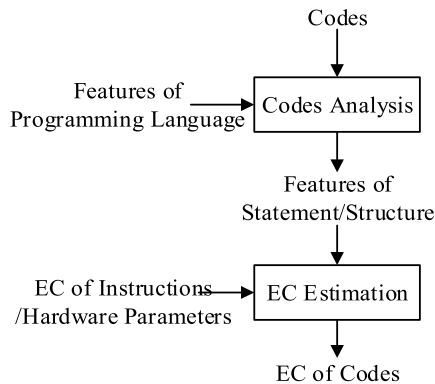 Codes
Features of
Programming Language
Codes Analysis
Features of
Statement/Structure
EC of Instructions
/Hardware Parameters
EC Estimation
EC of Codes